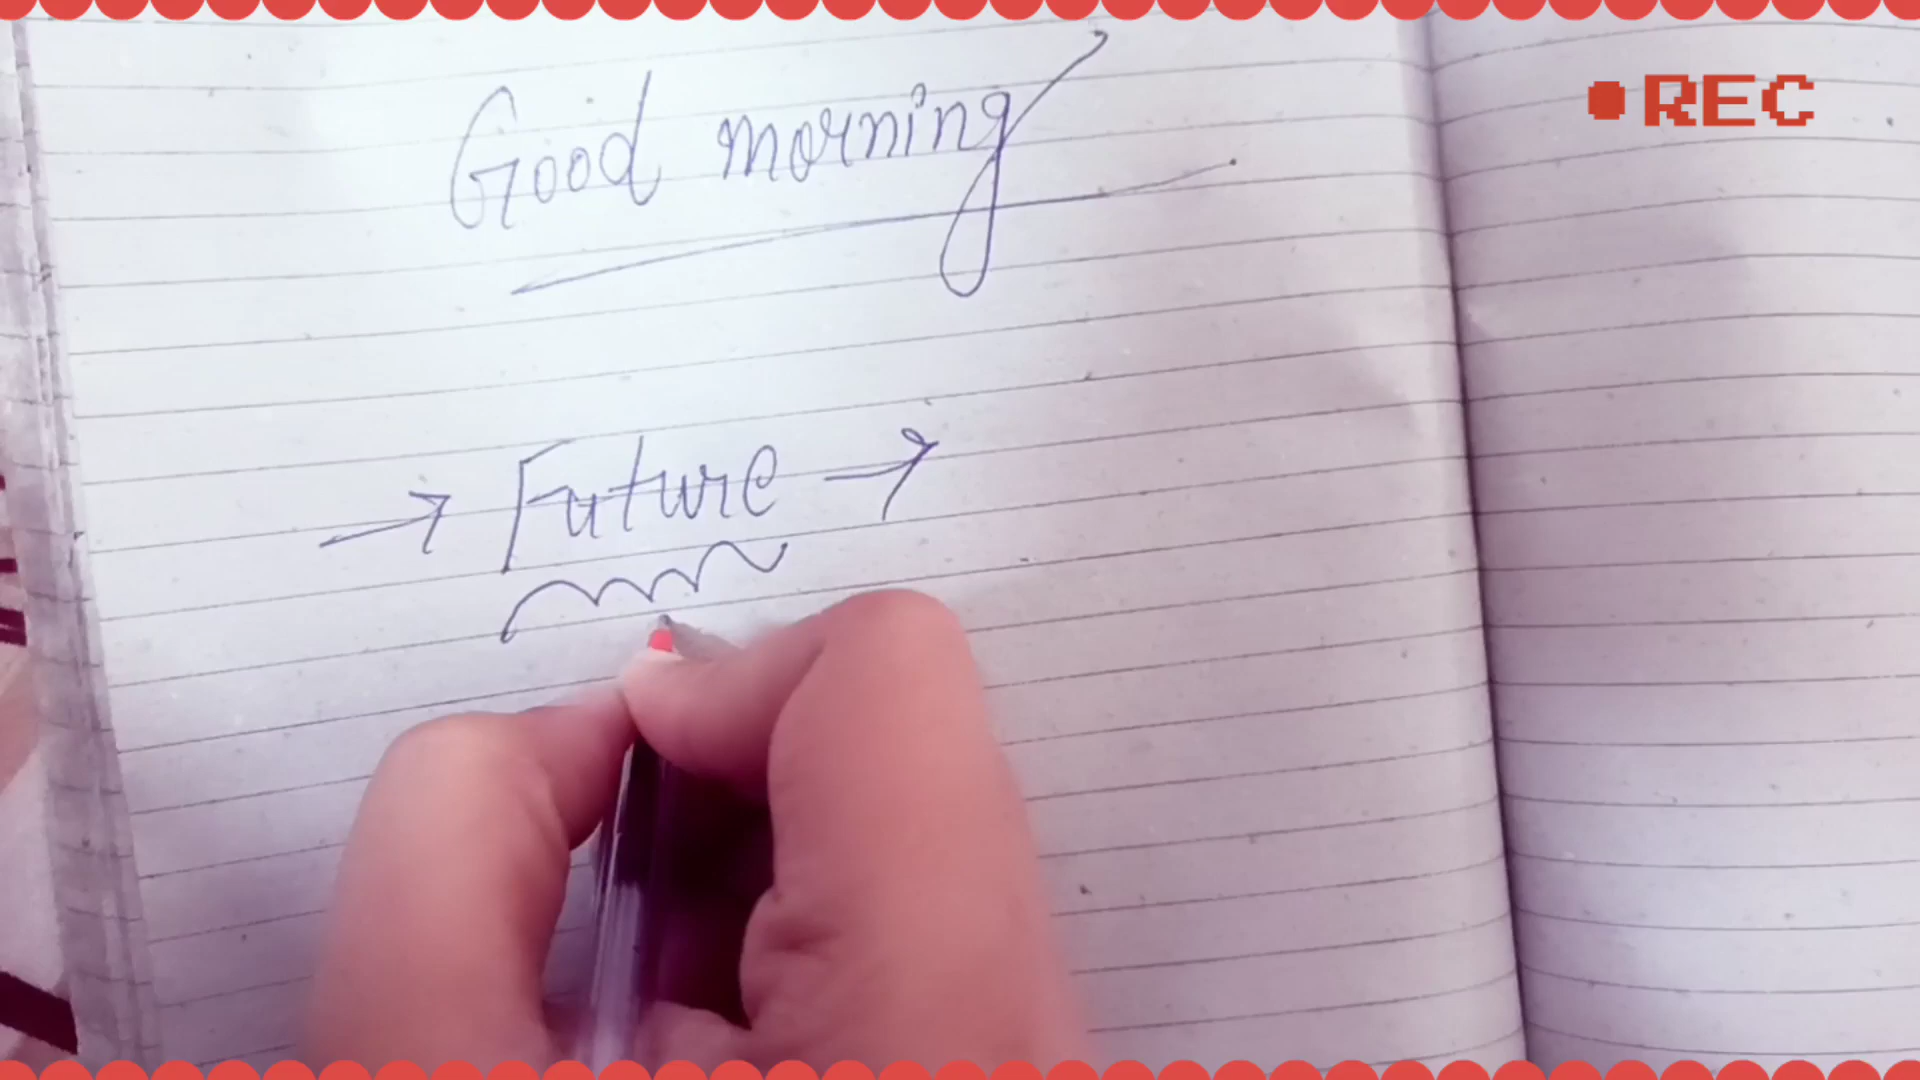 Good morning
REC
→ Future →